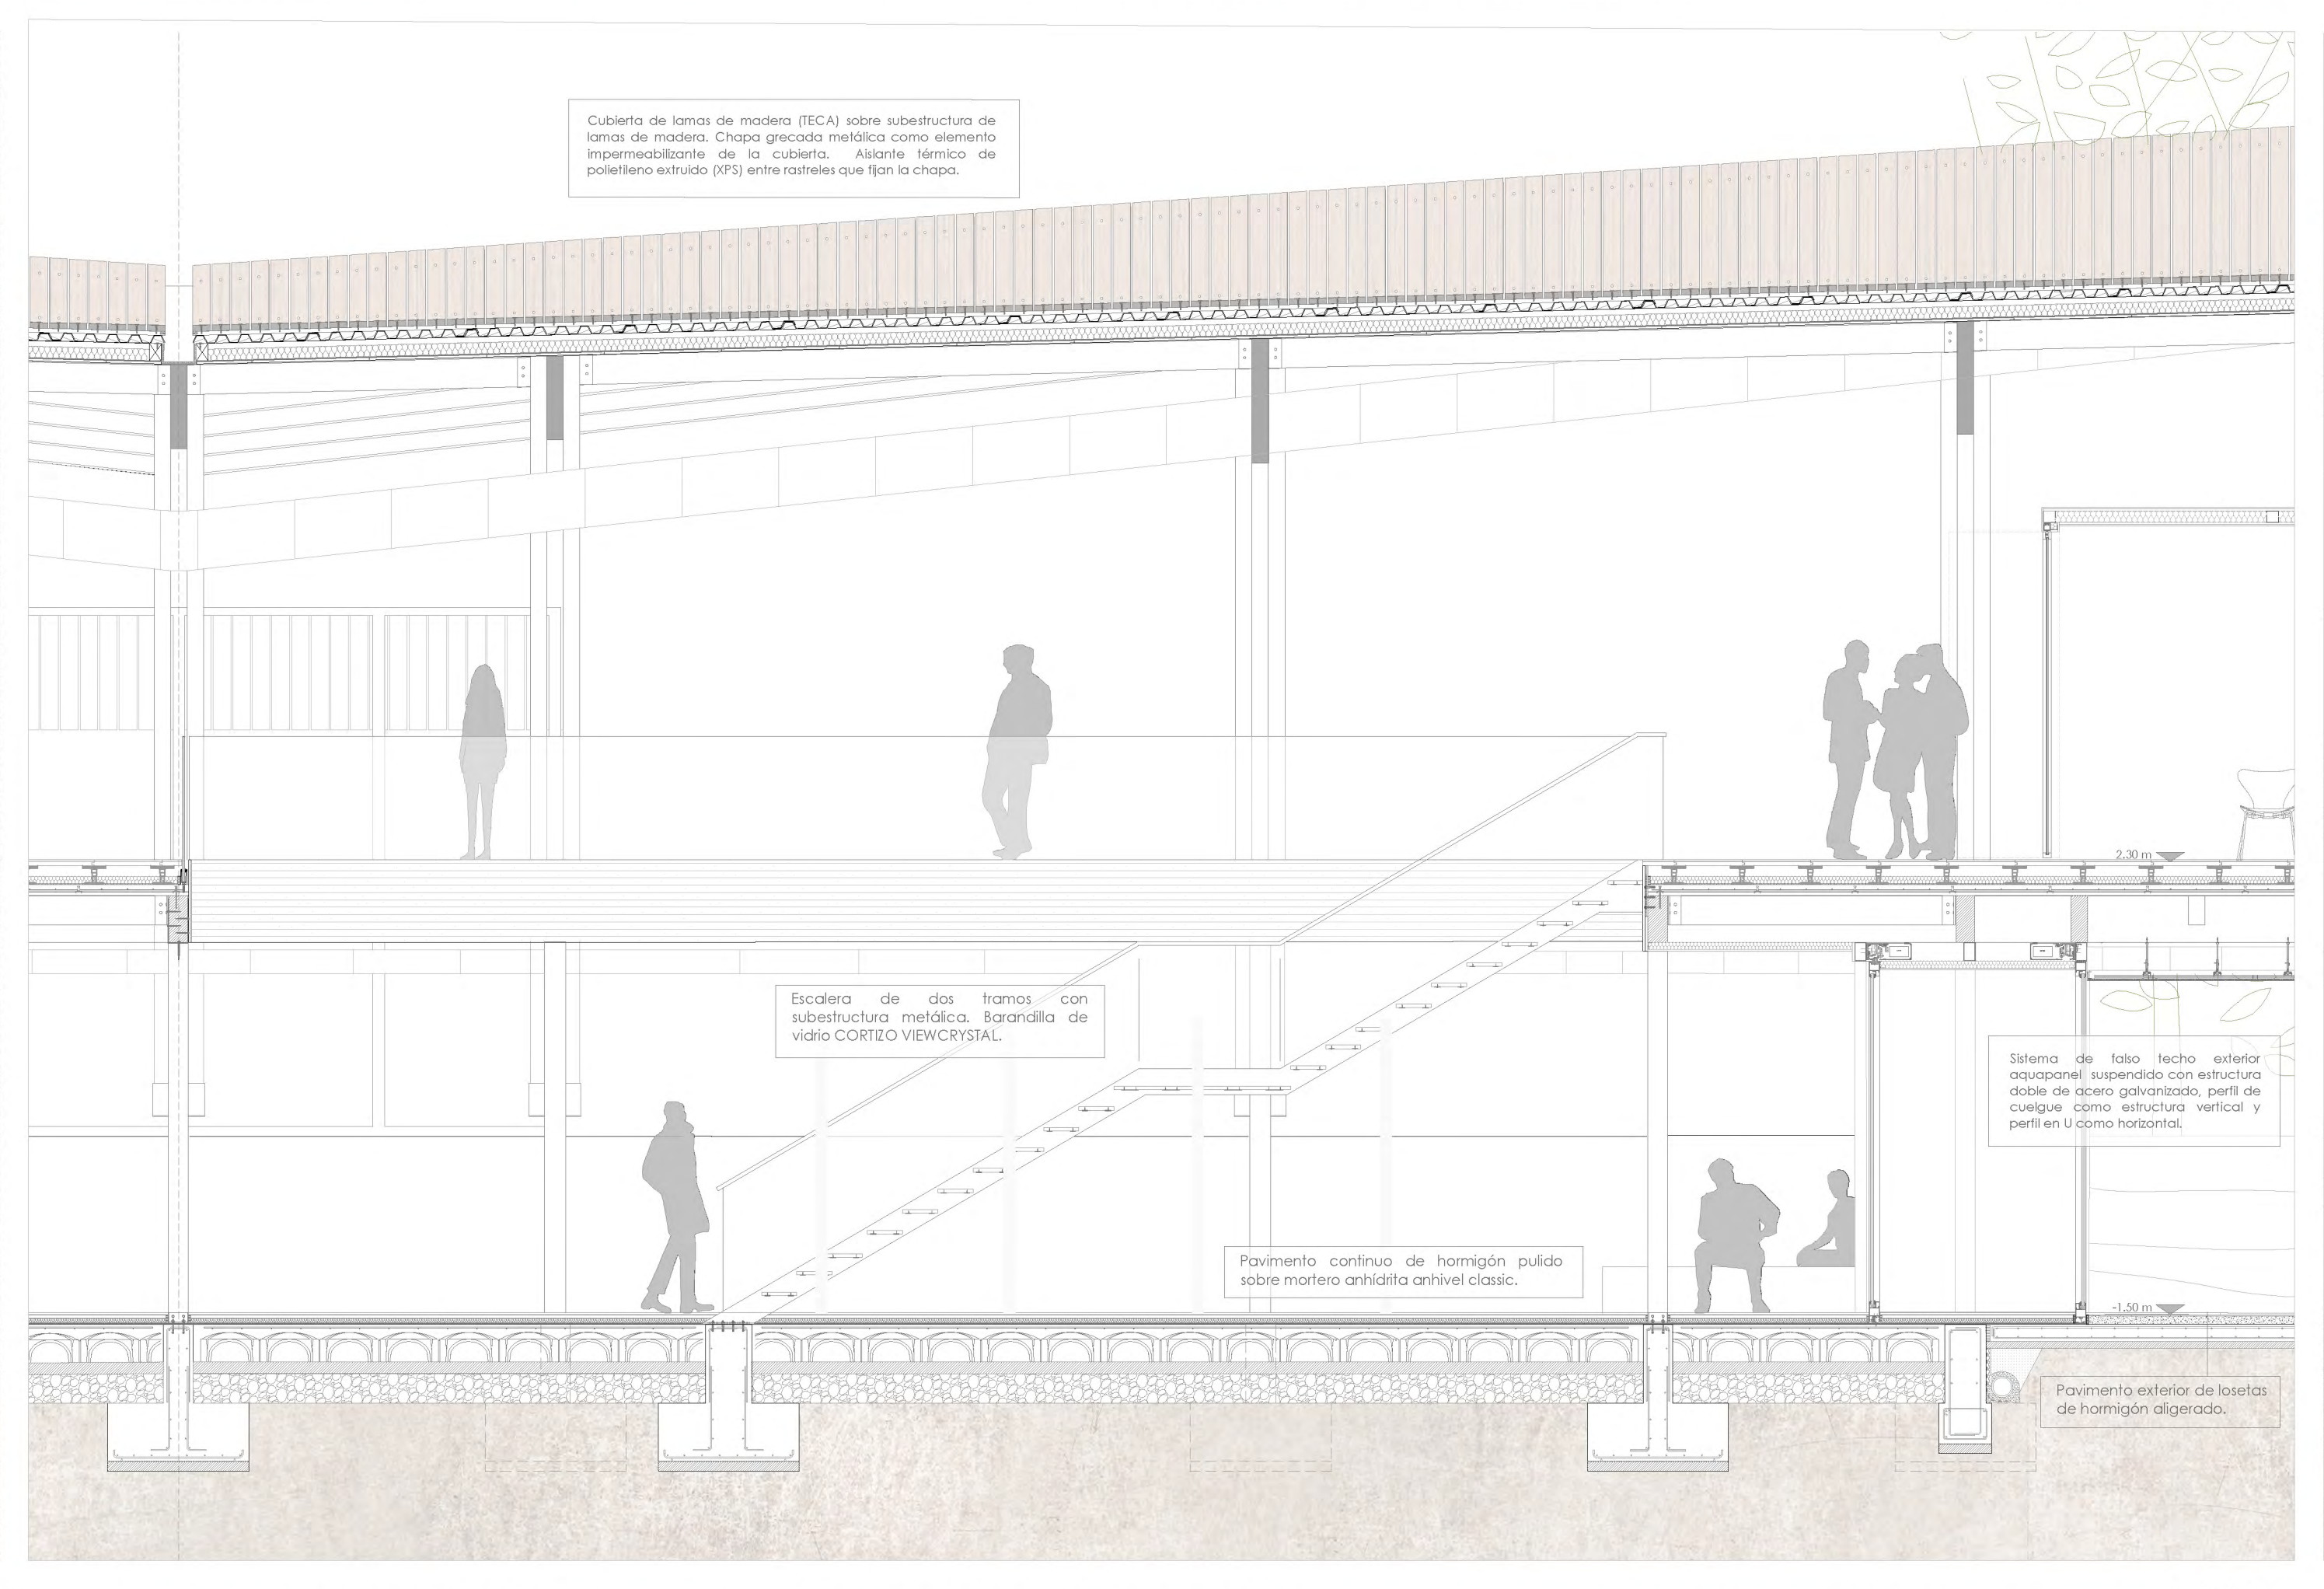 Cubierta de lamas de madera (TECA) sobre subestructura de
lamas de madera. Chapa grecada metálica como elemento
impermeabilizante de la cubierta. Aislante térmico de
polietileno extruido (XPS) entre rastreles que fijan la chapa.
2.30 m
Escalera de dos tramos con
subestructura metálica. Barandilla de
vidrio CORTIZO VIEWCRYSTAL.
Sistema de falso techo exterior
aquapanel suspendido con estructura
doble de acero galvanizado, perfil de
cuelgue como estructura vertical y
perfil en U como horizontal.
Pavimento continuo de hormigón pulido
sobre mortero anhídrita anhivel classic.
-1.50 m
Pavimento exterior de losetas
de hormigón aligerado.